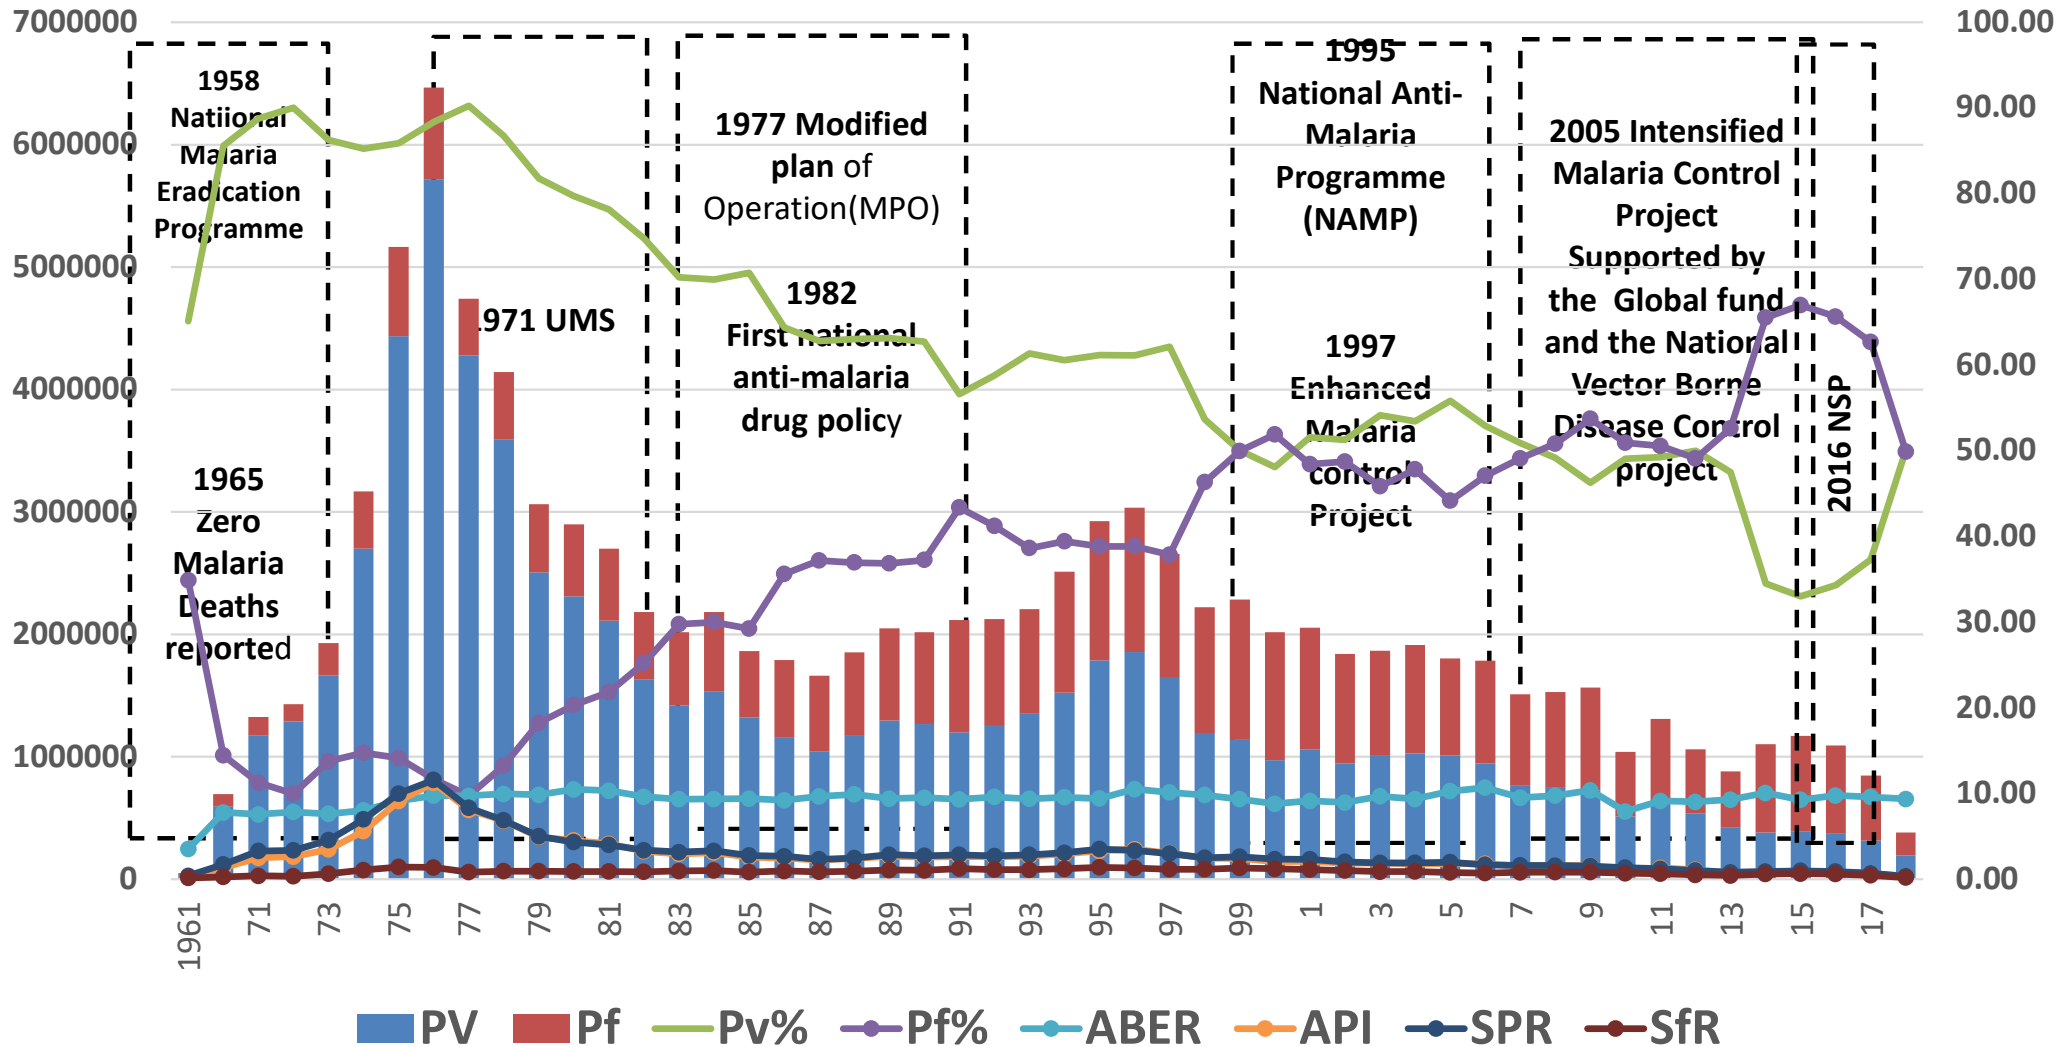 7000000
6000000
5000000
4000000
3000000
2000000
1000000
0
100.00
90.00
80.00
70.00
60.00
50.00
40.00
30.00
20.00
10.00
0.00
1958
Natiional
Malaria
Eradication
Programme
1965
Zero
Malaria
Deaths
reported
1971 UMS
1977 Modified
plan of
Operation(MPO)
1982
First national
anti-malaria
drug policy
1995
National Anti-
Malaria
Programme
(NAMP)
1997
Enhanced
Malaria
control
Project
2005 Intensified
Malaria Control
Project
Supported by
the Global fund
and the National
Vector Borne
Disease Control
project
2016 NSP
1961
71
73
75
77
79
81
83
85
87
89
91
93
95
97
99
1
3
5
7
9
11
13
15
17
PV Pf Pv% Pf% ABER API SPR SfR